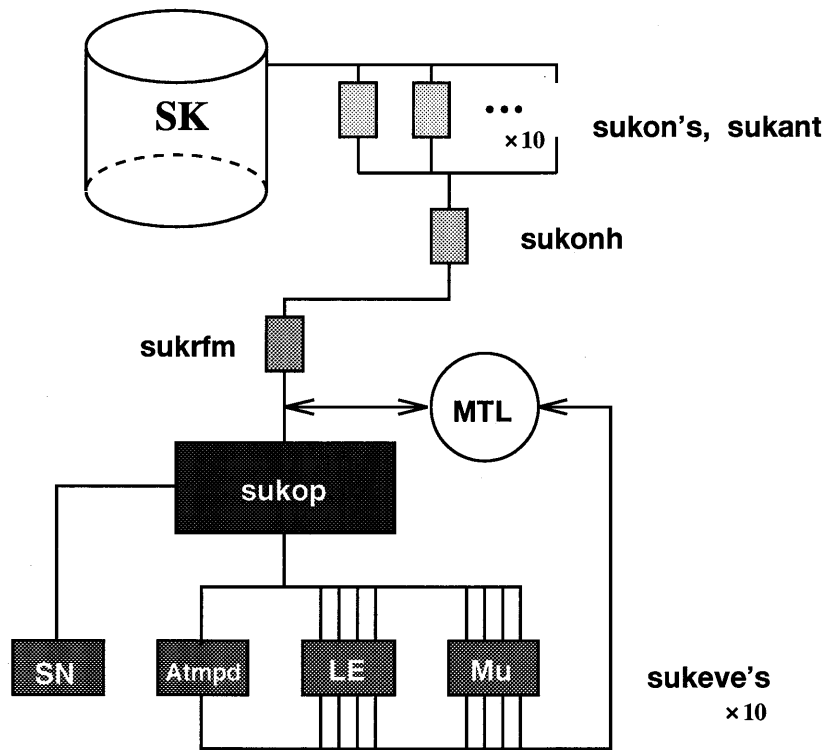 SK
•••
×10
sukon's, sukant
sukonh
sukrfm
MTL
sukop
SN
Atmpd
LE
Mu
sukeve's
×10